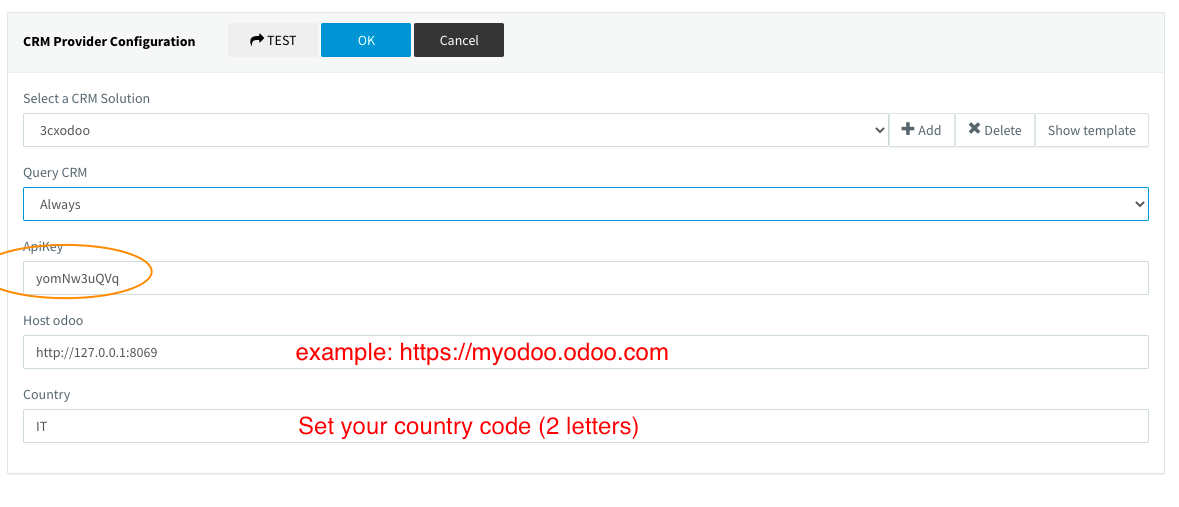 CRM Provider Configuration TEST OK Cancel
Select a CRM Solution
3cxodoo Add Delete Show template
Query CRM
Always
ApiKey
yomNw3uQVq
Host odoo
http://127.0.0.1:8069 example: https://myodoo.odoo.com
Country
IT Set your country code (2 letters)